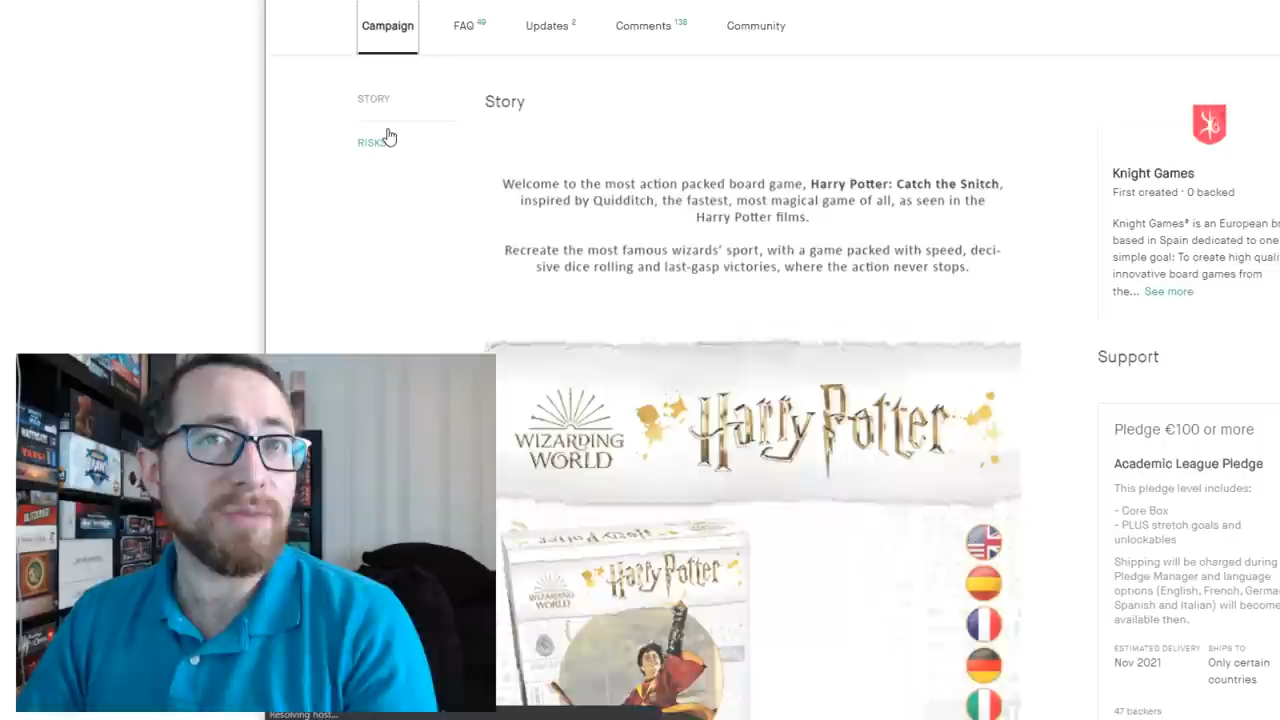 Campaign
FAQ 49
Updates 2
Comments 138
Community
STORY
RISKS
Story
Welcome to the most action packed board game, Harry Potter: Catch the Snitch,
inspired by Quidditch, the fastest, most magical game of all, as seen in the
Harry Potter films.
Recreate the most famous wizards' sport, with a game packed with speed, deci-
sive dice rolling and last-gasp victories, where the action never stops.
WIZARDING
WORLD
Harry Potter
WIZARDING
WORLD
Harry Potter
Knight Games
First created · 0 backed
Knight Games® is an European br
based in Spain dedicated to one
simple goal: To create high quali
innovative board games from
the... See more
Support
Pledge €100 or more
Academic League Pledge
This pledge level includes:
- Core Box
- PLUS stretch goals and
unlockables
Shipping will be charged during
Pledge Manager and language
options (English, French, Germa
Spanish and Italian) will become
available then.
ESTIMATED DELIVERY
Nov 2021
SHIPS TO
Only certain
countries
47 backers
Resolving host...